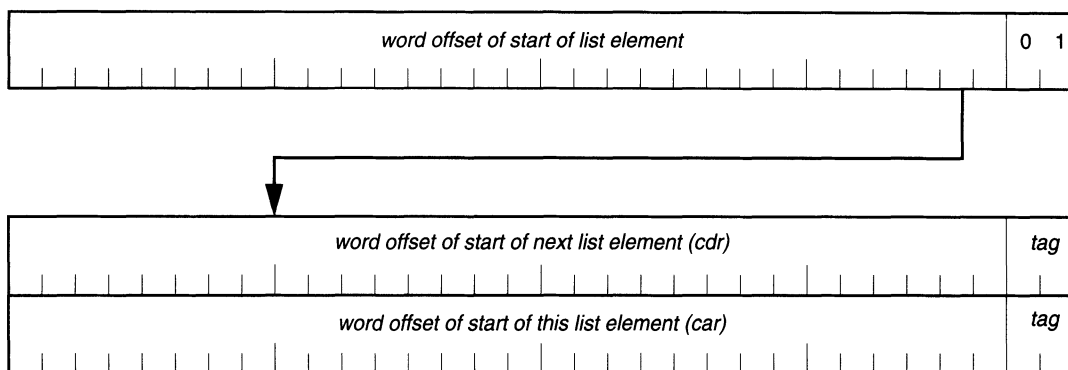 word offset of start of list element 0 1
word offset of start of next list element (cdr) tag
word offset of start of this list element (car) tag